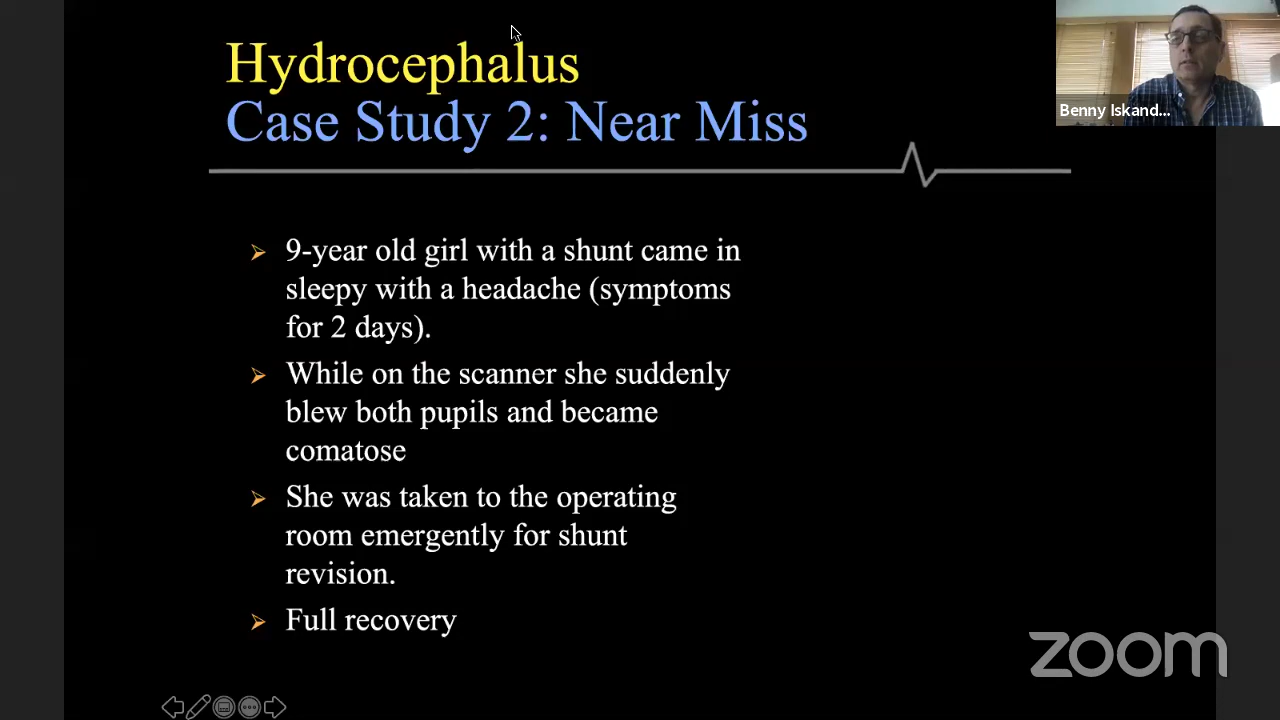 Hydrocephalus
Case Study 2: Near Miss
Benny Iskand...
➢ 9-year old girl with a shunt came in
sleepy with a headache (symptoms
for 2 days).
➢ While on the scanner she suddenly
blew both pupils and became
comatose
➢ She was taken to the operating
room emergently for shunt
revision.
➢ Full recovery
zoom